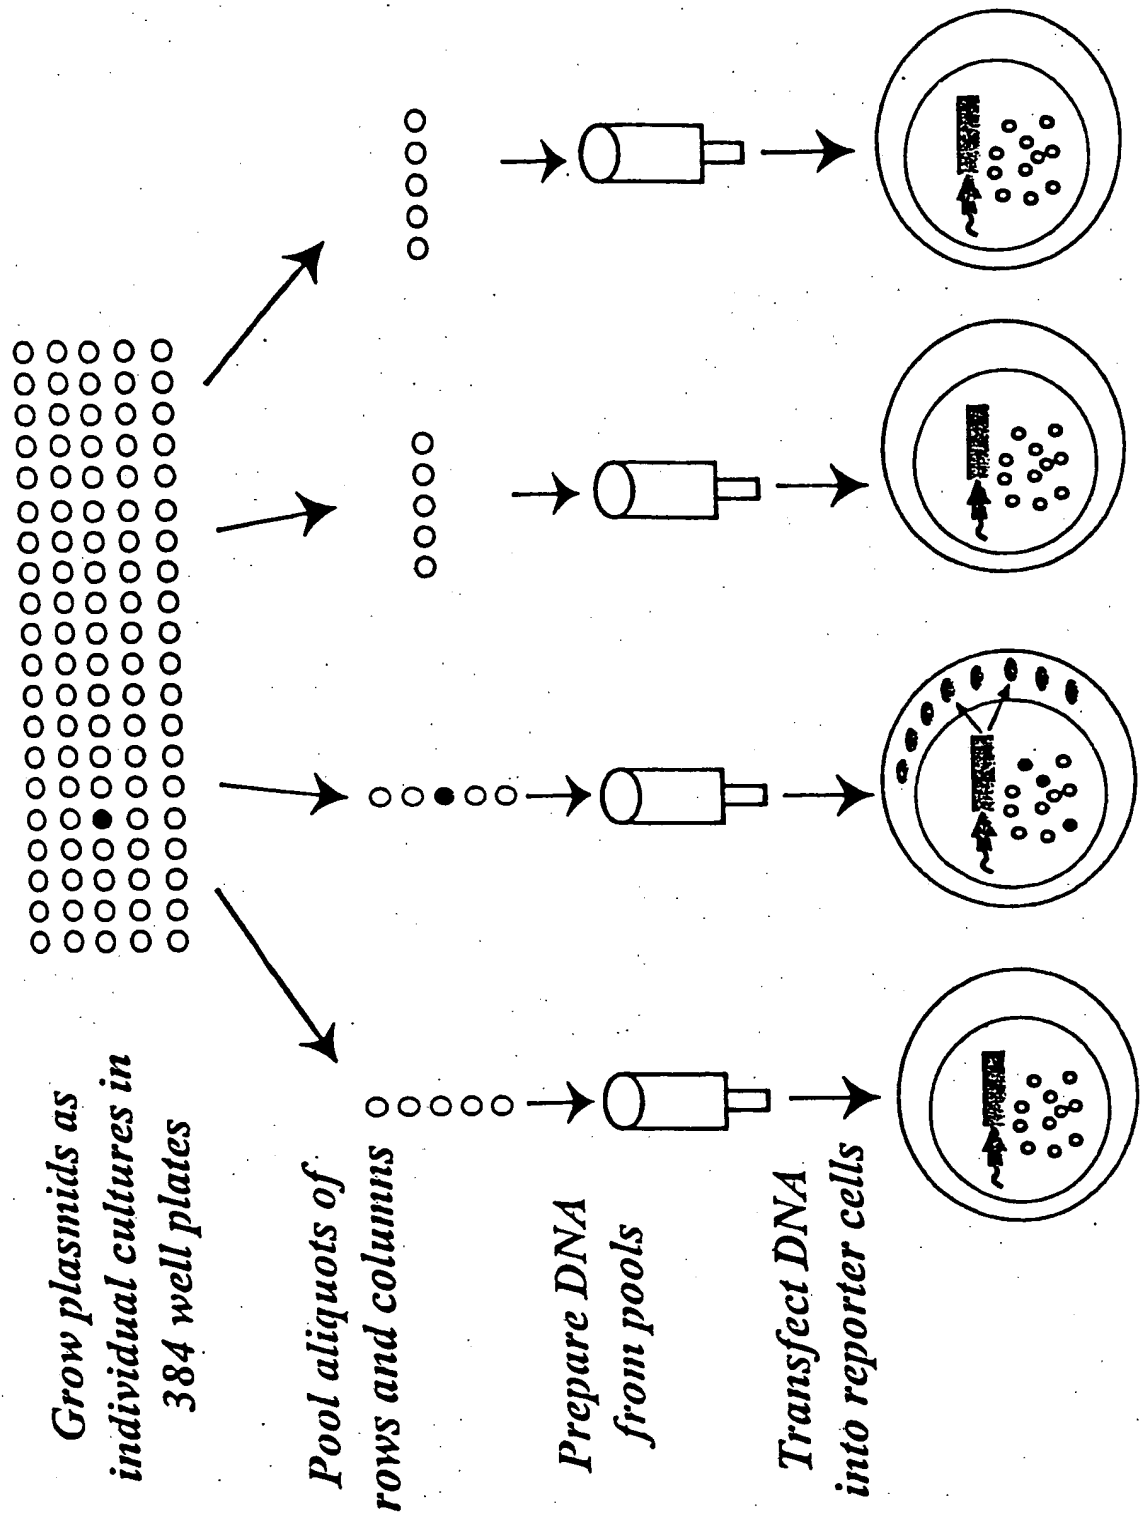 Grow plasmids as
individual cultures in
384 well plates
Pool aliquots of
rows and columns
Prepare DNA
from pools
Transfect DNA
into reporter cells